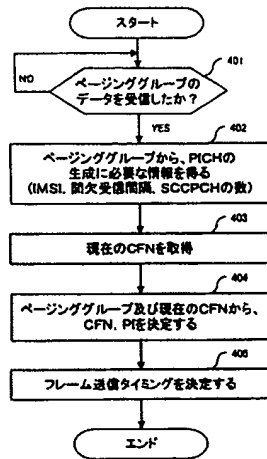 スタート
401
ページンググループの
データを受信したか？
NO
YES
402
ページンググループから、PICHの
生成に必要な情報を得る
(IMSI, 間欠受信間隔, SCCPCHの数)
403
現在のCFNを取得
404
ページンググループ及び現在のCFNから、
CFN, PIを決定する
405
フレーム送信タイミングを決定する
エンド